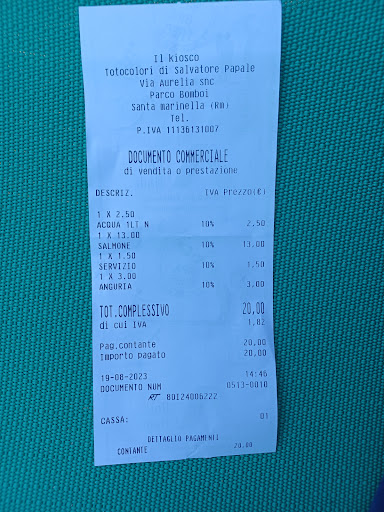 Il kiosco
Totocolori di Salvatore Papale
Via Aurelia snc
Parco Bomboi
Santa marinella (Rm)
Tel.
P.IVA 11136131007
DOCUMENTO COMMERCIALE
di vendita o prestazione
DESCRIZ. IVA Prezzo(€)
1 X 2,50
ACQUA 1LT N 10% 2,50
1 X 13,00
SALMONE 10% 13,00
1 X 1,50
SERVIZIO 10% 1,50
1 X 3,00
ANGURIA 10% 3,00
TOT.COMPLESSIVO 20,00
di cui IVA 1,82
Pag.contante 20,00
Importo pagato 20,00
19-08-2023 14:46
DOCUMENTO NUM 0513-0010
RT 80I24006222
CASSA: 01
DETTAGLIO PAGAMENTI
CONTANTE 20,00